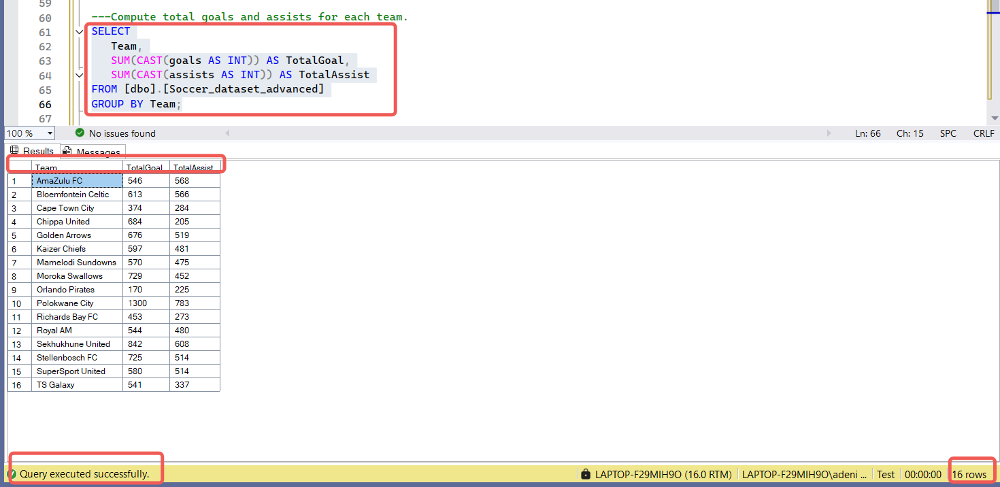 59
60 ---Compute total goals and assists for each team.
61 SELECT
62 Team,
63 SUM(CAST(goals AS INT)) AS TotalGoal,
64 SUM(CAST(assists AS INT)) AS TotalAssist
65 FROM [dbo].[Soccer_dataset_advanced]
66 GROUP BY Team;
67
100 % No issues found Ln: 66 Ch: 15 SPC CRLF
Results Messages
Team TotalGoal TotalAssist
1 AmaZulu FC 546 568
2 Bloemfontein Celtic 613 566
3 Cape Town City 374 284
4 Chippa United 684 205
5 Golden Arrows 676 519
6 Kaizer Chiefs 597 481
7 Mamelodi Sundowns 570 475
8 Moroka Swallows 729 452
9 Orlando Pirates 170 225
10 Polokwane City 1300 783
11 Richards Bay FC 453 273
12 Royal AM 544 480
13 Sekhukhune United 842 608
14 Stellenbosch FC 725 514
15 SuperSport United 580 514
16 TS Galaxy 541 337
Query executed successfully. LAPTOP-F29MIH9O (16.0 RTM) LAPTOP-F29MIH9O\adeni ... Test 00:00:00 16 rows